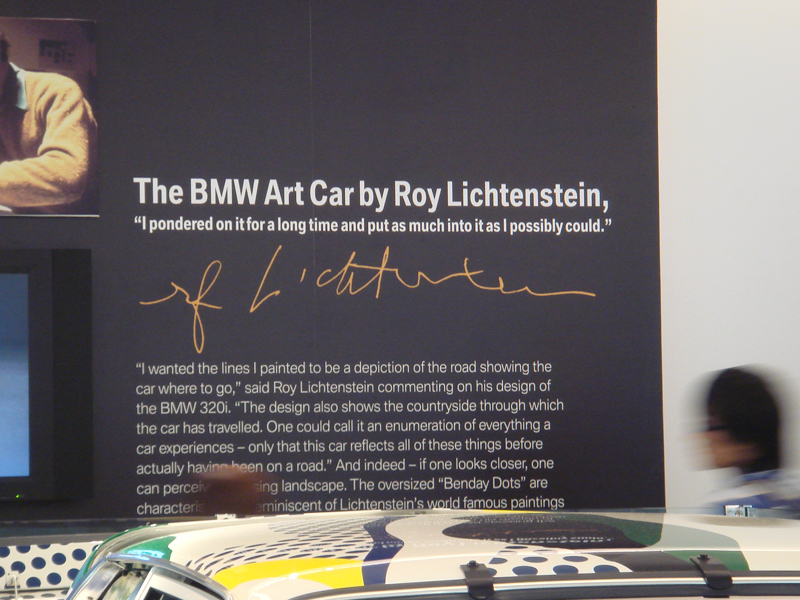 The BMW Art Car by Roy Lichtenstein,
“I pondered on it for a long time and put as much into it as I possibly could.”
rf Lichtenstein
“I wanted the lines I painted to be a depiction of the road showing the
car where to go,” said Roy Lichtenstein commenting on his design of
the BMW 320i. “The design also shows the countryside through which
the car has travelled. One could call it an enumeration of everything a
car experiences – only that this car reflects all of these things before
actually having been on a road.” And indeed – if one looks closer, one
can landscape. The oversized “Benday Dots” are
of Lichtenstein’s world famous paintings